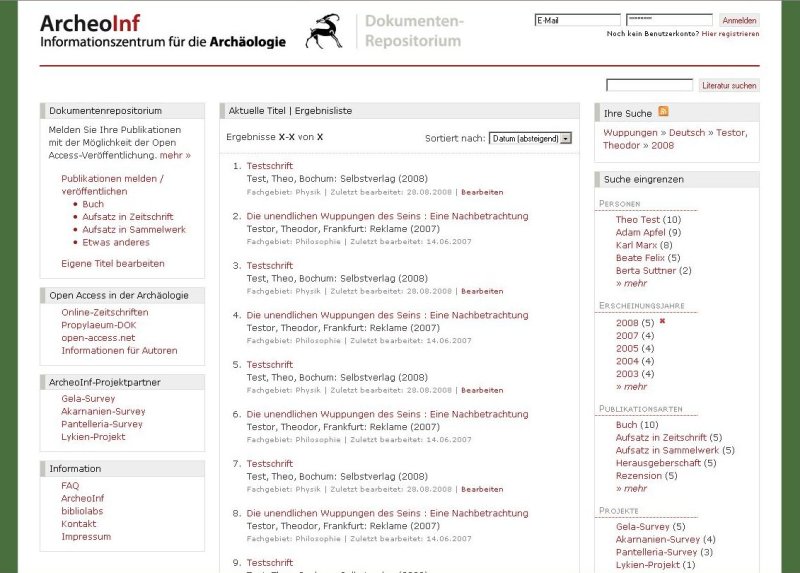 ArcheoInf
Informationszentrum für die Archäologie
Dokumenten-
Repositorium
E-Mail
********
Anmelden
Noch kein Benutzerkonto? Hier registrieren
Literatur suchen
Dokumentenrepositorium
Melden Sie Ihre Publikationen
mit der Möglichkeit der Open
Access-Veröffentlichung. mehr »
Publikationen melden /
veröffentlichen
• Buch
• Aufsatz in Zeitschrift
• Aufsatz in Sammelwerk
• Etwas anderes
Eigene Titel bearbeiten
Open Access in der Archäologie
Online-Zeitschriften
Propylaeum-DOK
open-access.net
Informationen für Autoren
ArcheoInf-Projektpartner
Gela-Survey
Akarnanien-Survey
Pantelleria-Survey
Lykien-Projekt
Information
FAQ
ArcheoInf
bibliolabs
Kontakt
Impressum
Aktuelle Titel | Ergebnisliste
Ergebnisse X-X von X
Sortiert nach: Datum (absteigend)
1. Testschrift
Test, Theo, Bochum: Selbstverlag (2008)
Fachgebiet: Physik | Zuletzt bearbeitet: 28.08.2008 | Bearbeiten
2. Die unendlichen Wuppungen des Seins : Eine Nachbetrachtung
Testor, Theodor, Frankfurt: Reklame (2007)
Fachgebiet: Philosophie | Zuletzt bearbeitet: 14.06.2007
3. Testschrift
Test, Theo, Bochum: Selbstverlag (2008)
Fachgebiet: Physik | Zuletzt bearbeitet: 28.08.2008 | Bearbeiten
4. Die unendlichen Wuppungen des Seins : Eine Nachbetrachtung
Testor, Theodor, Frankfurt: Reklame (2007)
Fachgebiet: Philosophie | Zuletzt bearbeitet: 14.06.2007
5. Testschrift
Test, Theo, Bochum: Selbstverlag (2008)
Fachgebiet: Physik | Zuletzt bearbeitet: 28.08.2008 | Bearbeiten
6. Die unendlichen Wuppungen des Seins : Eine Nachbetrachtung
Testor, Theodor, Frankfurt: Reklame (2007)
Fachgebiet: Philosophie | Zuletzt bearbeitet: 14.06.2007
7. Testschrift
Test, Theo, Bochum: Selbstverlag (2008)
Fachgebiet: Physik | Zuletzt bearbeitet: 28.08.2008 | Bearbeiten
8. Die unendlichen Wuppungen des Seins : Eine Nachbetrachtung
Testor, Theodor, Frankfurt: Reklame (2007)
Fachgebiet: Philosophie | Zuletzt bearbeitet: 14.06.2007
9. Testschrift
Ihre Suche
Wuppungen » Deutsch » Testor,
Theodor » 2008
Suche eingrenzen
PERSONEN
Theo Test (10)
Adam Apfel (9)
Karl Marx (8)
Beate Felix (5)
Berta Suttner (2)
» mehr
ERSCHEINUNGSJAHRE
2008 (5) ✖
2007 (4)
2005 (4)
2004 (4)
2003 (4)
» mehr
PUBLIKATIONSARTEN
Buch (10)
Aufsatz in Zeitschrift (5)
Aufsatz in Sammelwerk (5)
Herausgeberschaft (5)
Rezension (5)
» mehr
PROJEKTE
Gela-Survey (5)
Akarnanien-Survey (4)
Pantelleria-Survey (3)
Lykien-Projekt (1)